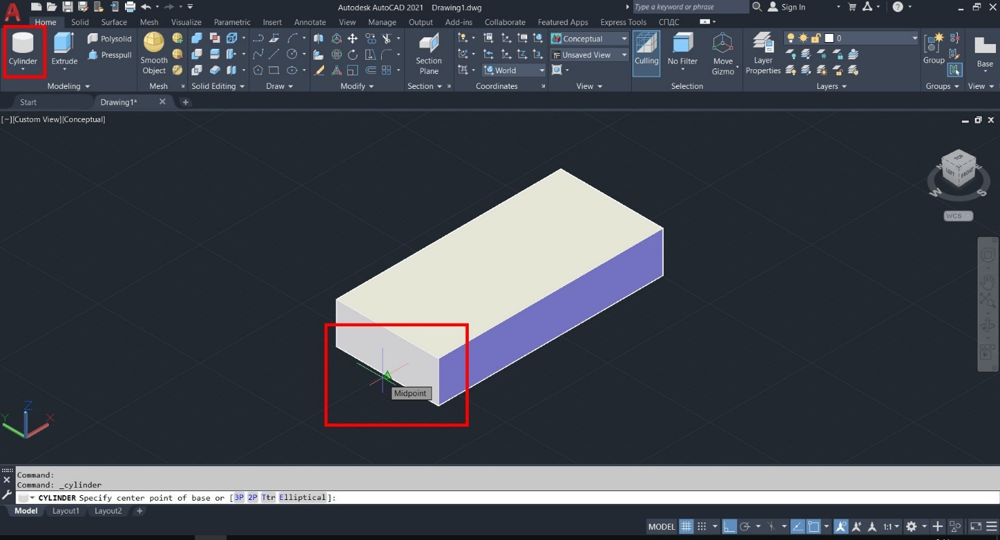 Autodesk AutoCAD 2021 Drawing1.dwg
Type a keyword or phrase
Sign In
Home Solid Surface Mesh Visualize Parametric Insert Annotate View Manage Output Add-ins Collaborate Featured Apps Express Tools СПДС
Cylinder
Extrude
Polysolid
Presspull
Smooth Object
Section Plane
World
Conceptual
Unsaved View
Culling
No Filter
Move Gizmo
Layer Properties
0
Group
Base
Modeling Mesh Solid Editing Draw Modify Section Coordinates View Selection Layers Groups View
Start Drawing1*
[−][Custom View][Conceptual]
TOP
LEFT FRONT
W S
WCS
Midpoint
Z
Y X
Command:
Command: _cylinder
CYLINDER Specify center point of base or [3P 2P Ttr Elliptical]:
Model Layout1 Layout2 +
MODEL 1:1